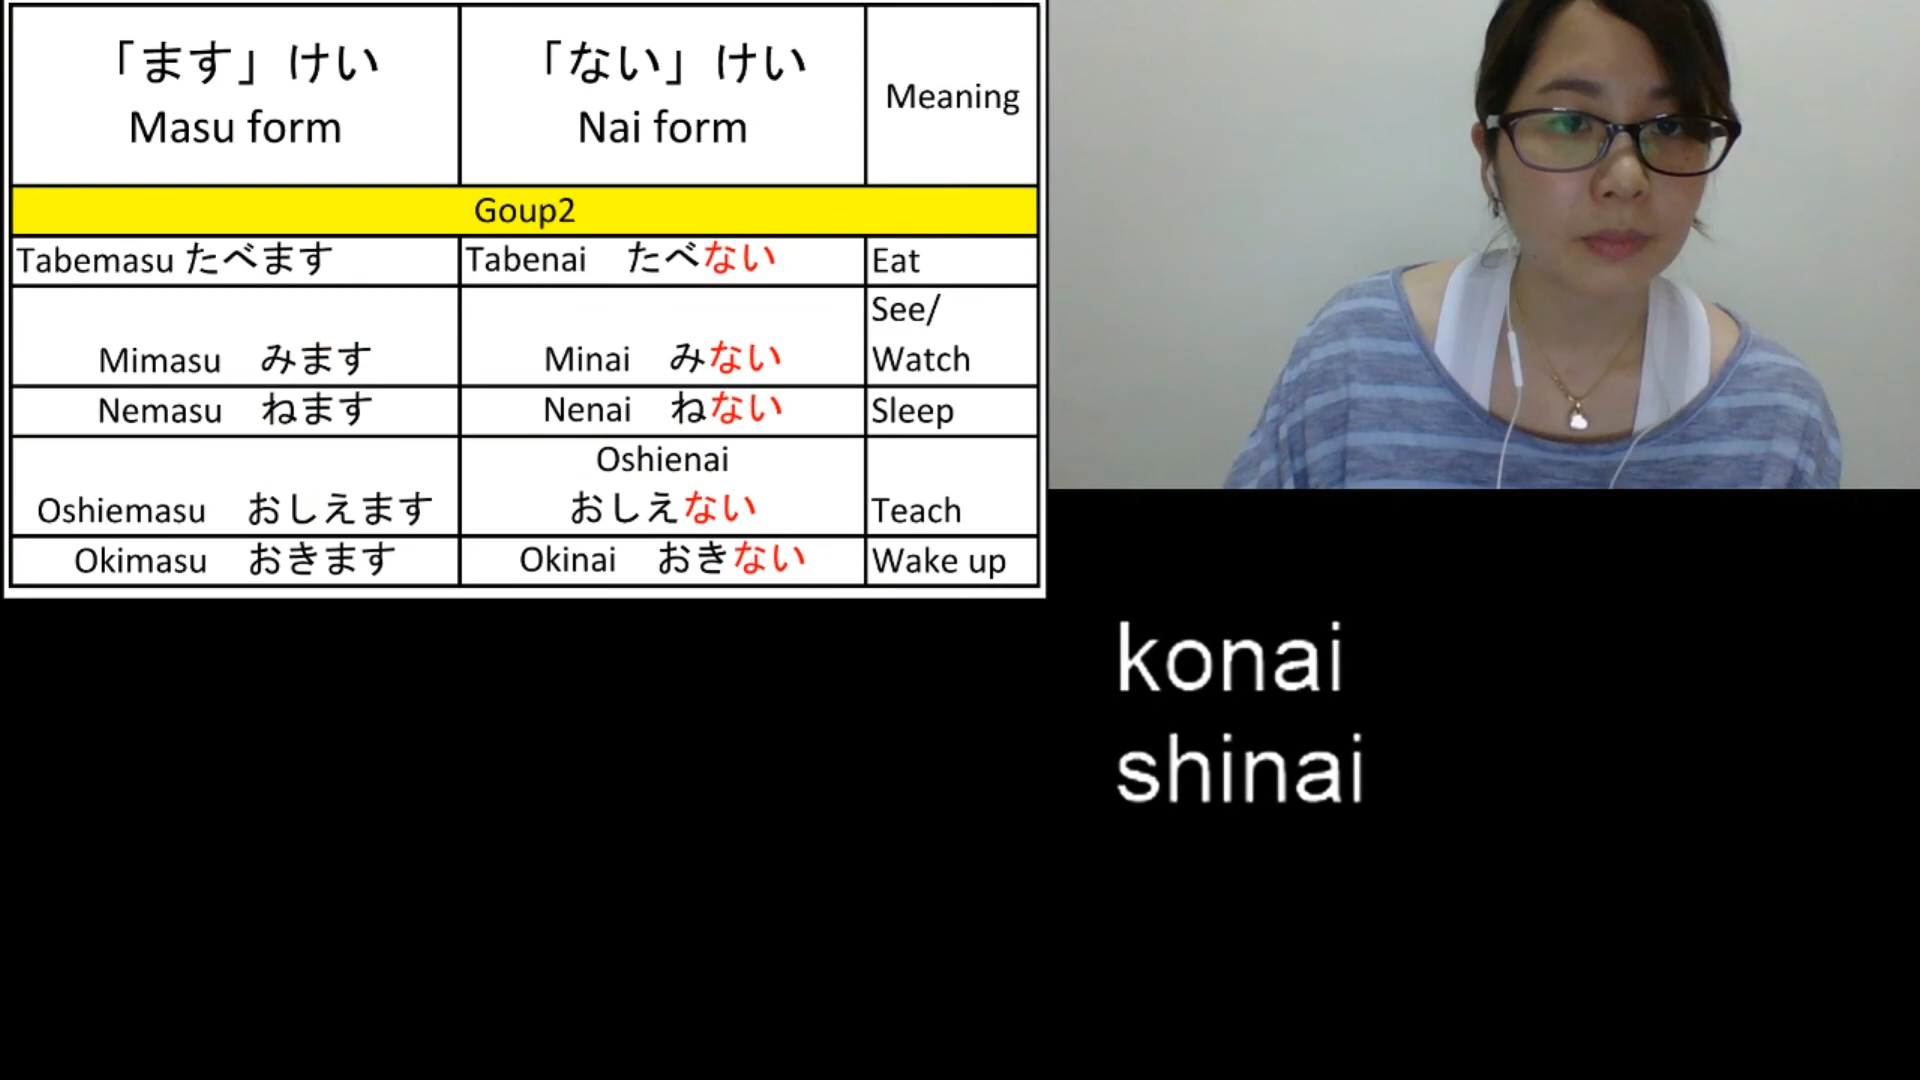 「ます」けい
Masu form
「ない」けい
Nai form
Meaning
Goup2
Tabemasu たべます
Tabenai たべない
Eat
Mimasu みます
Minai みない
See/
Watch
Nemasu ねます
Nenai ねない
Sleep
Oshiemasu おしえます
Oshienai
おしえない
Teach
Okimasu おきます
Okinai おきない
Wake up
konai
shinai